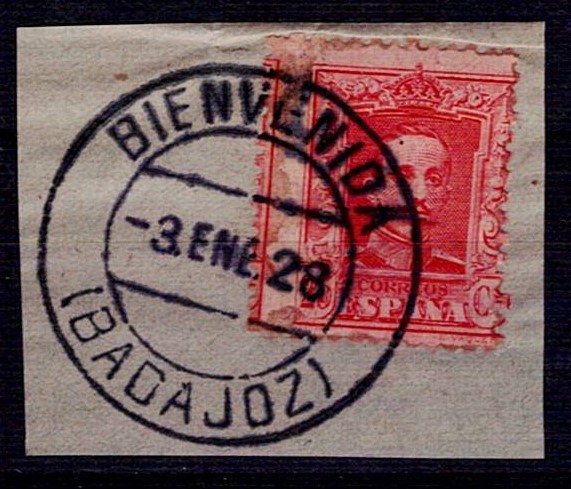 BIENVENIDA
-3.ENE.28
(BADAJOZ)
CORREOS
ESPAÑA